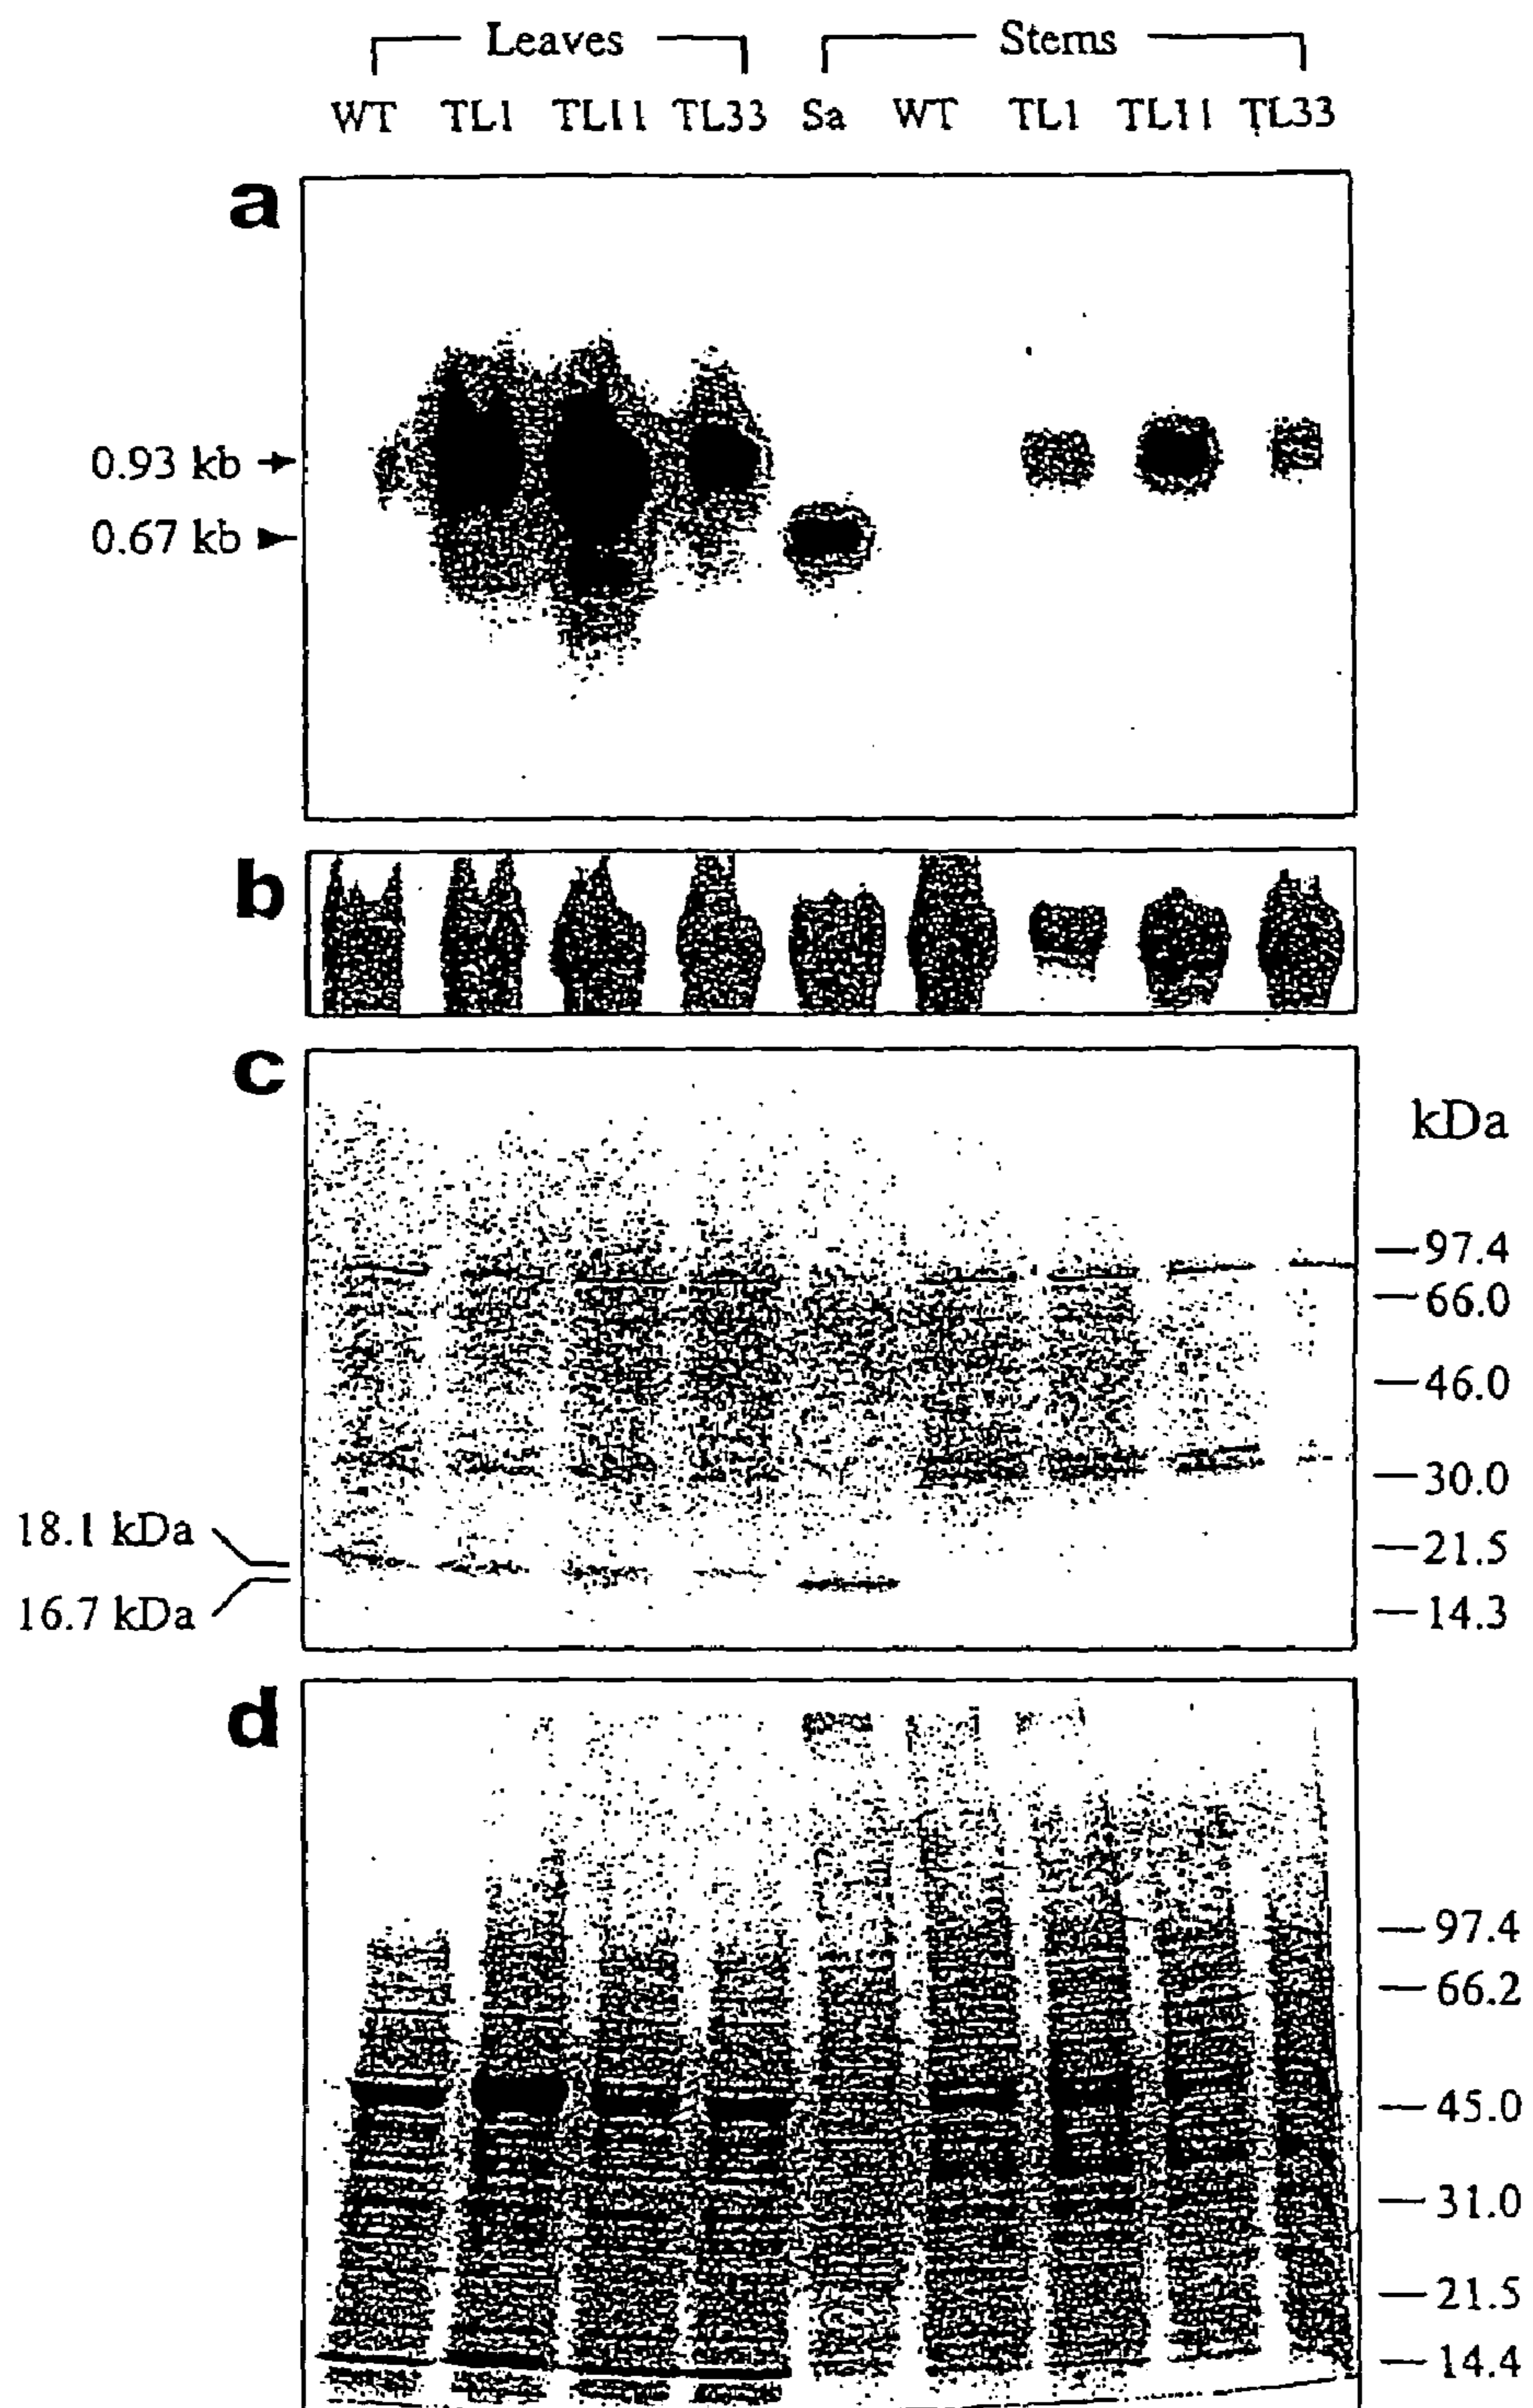 Leaves Stems
WT TL1 TL11 TL33 Sa WT TL1 TL11 TL33
a
0.93 kb
0.67 kb
b
c
kDa
97.4
66.0
46.0
30.0
18.1 kDa
21.5
16.7 kDa
14.3
d
97.4
66.2
45.0
31.0
21.5
14.4